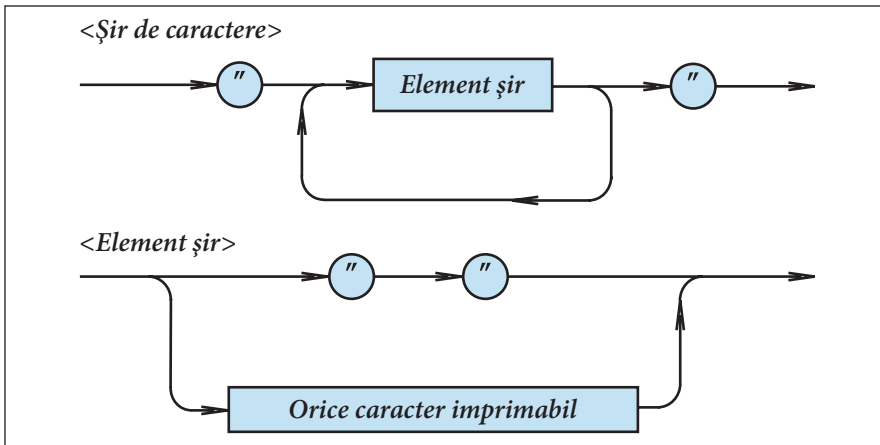 <Şir de caractere>
" Element şir "
<Element şir>
" "
Orice caracter imprimabil